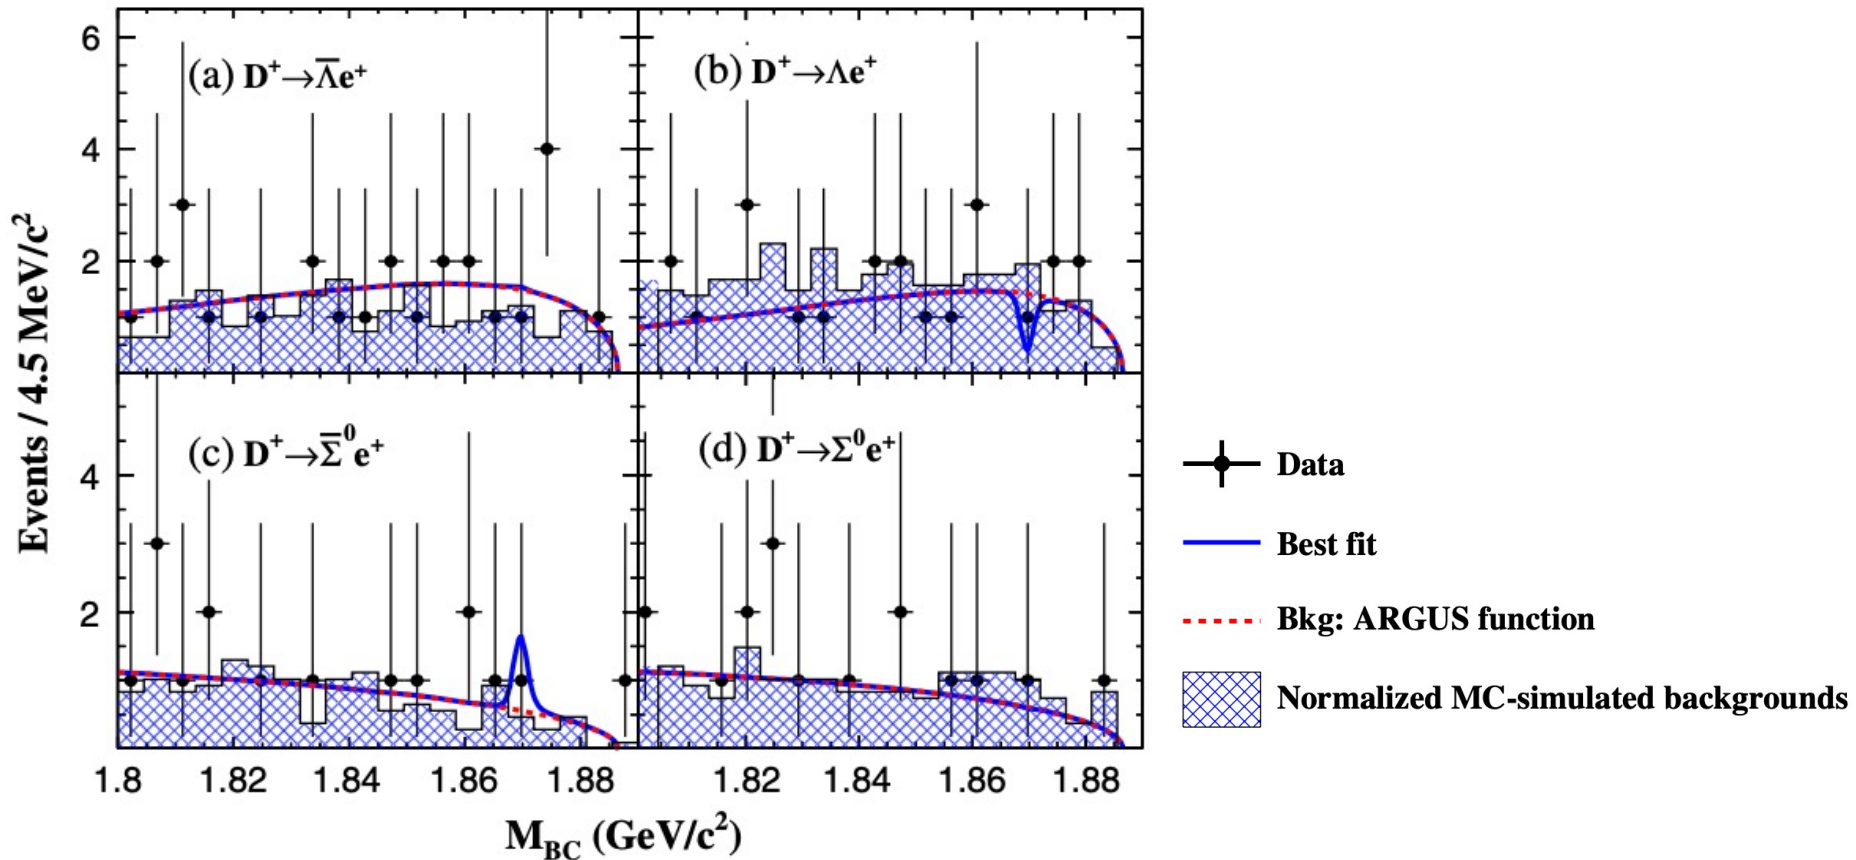 (a) D⁺→Λ̅e⁺
(b) D⁺→Λe⁺
(c) D⁺→Σ̅⁰e⁺
(d) D⁺→Σ⁰e⁺
6
4
2
4
2
Events / 4.5 MeV/c²
1.8 1.82 1.84 1.86 1.88 1.82 1.84 1.86 1.88
M_BC (GeV/c²)
Data
Best fit
Bkg: ARGUS function
Normalized MC-simulated backgrounds